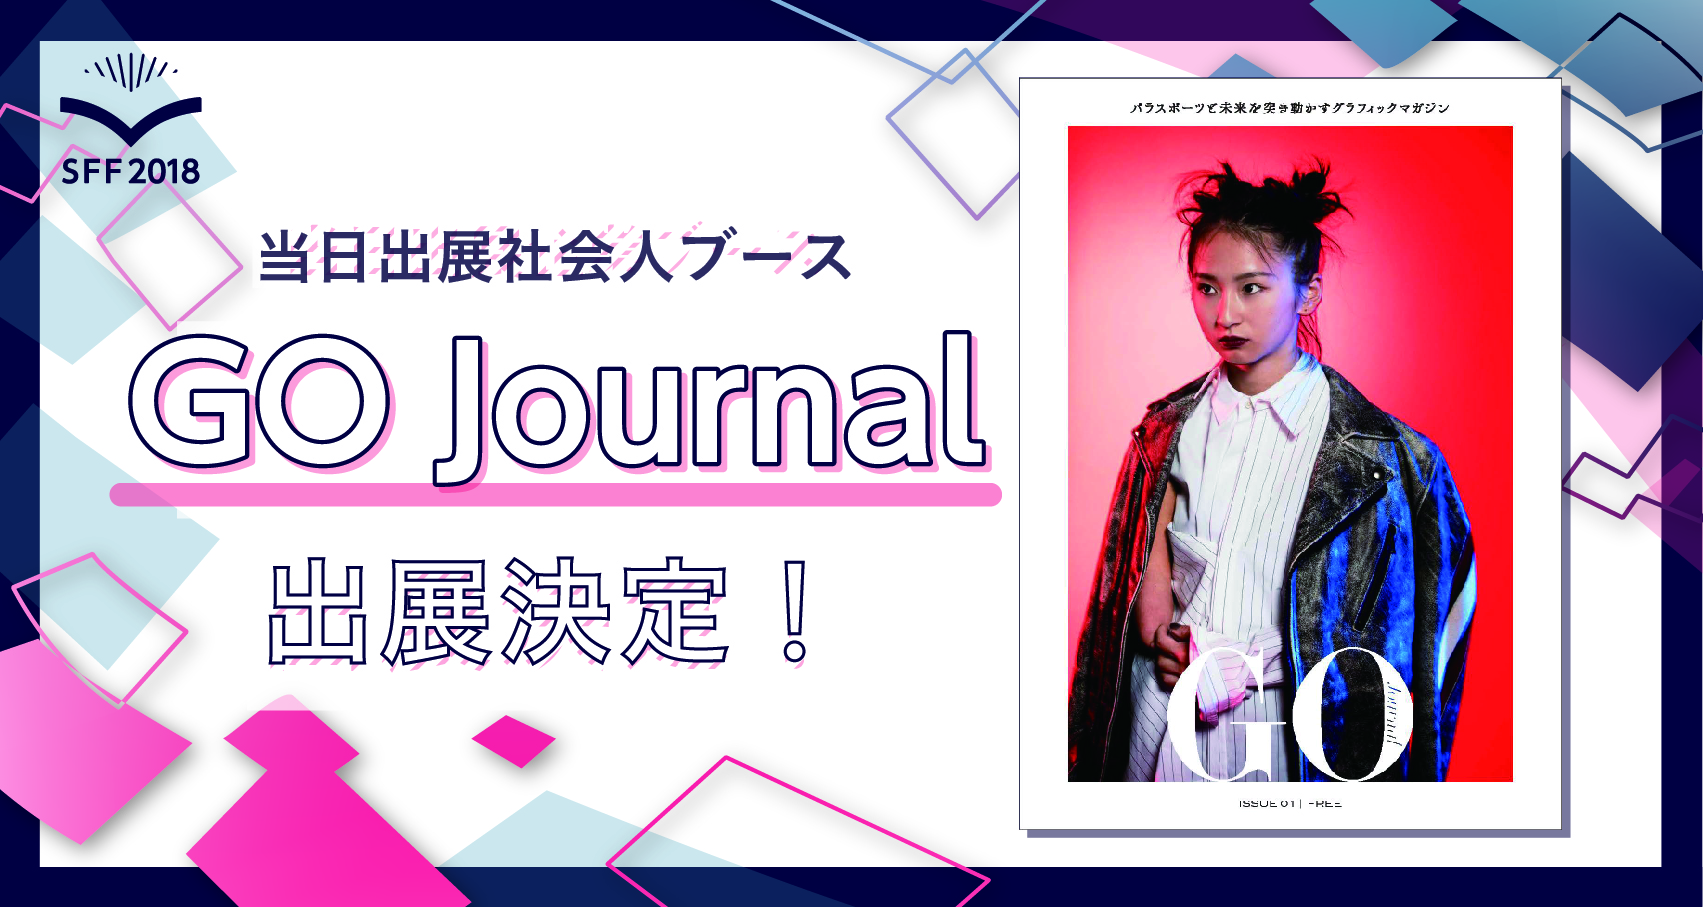 SFF 2018
当日出展社会人ブース
GO Journal
出展決定！
パラスポーツと未来を突き動かすグラフィックマガジン
GO
Journal
ISSUE 01 | FREE